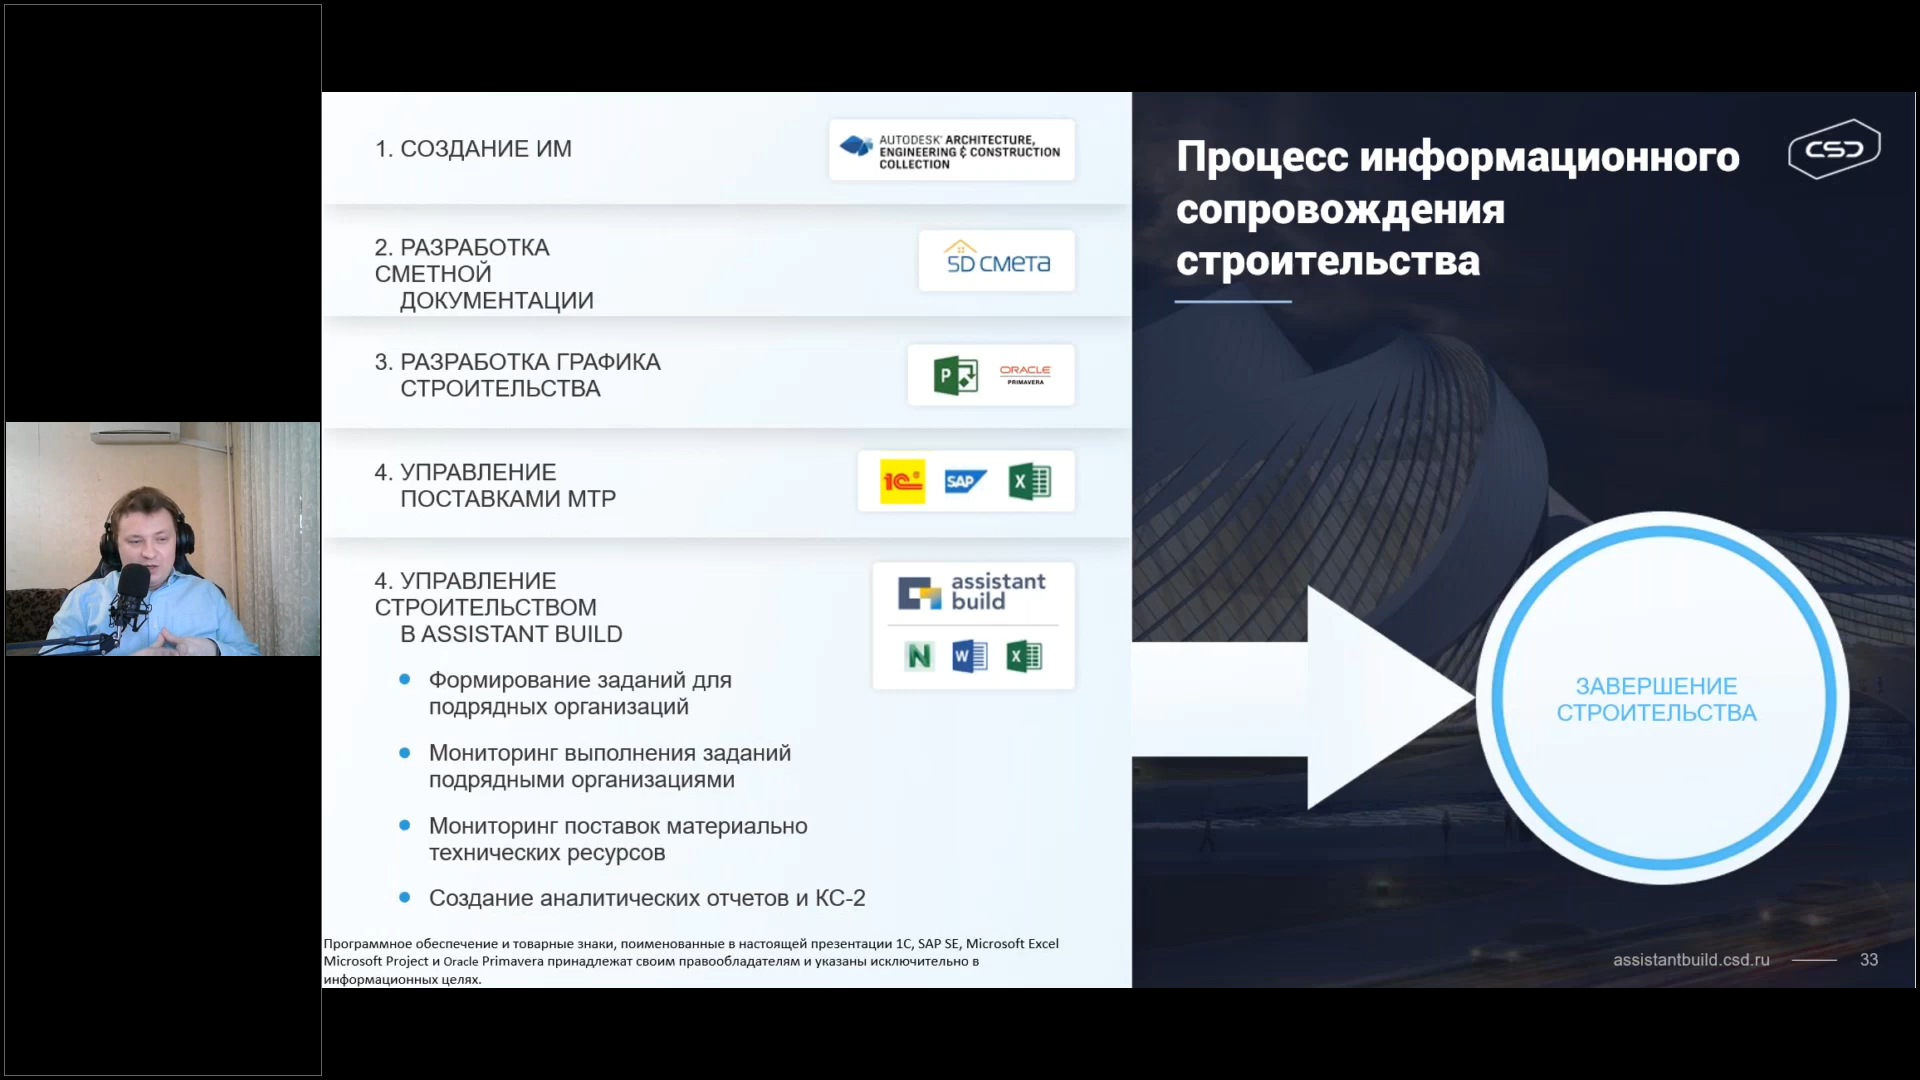 1. СОЗДАНИЕ ИМ
AUTODESK® ARCHITECTURE,
ENGINEERING & CONSTRUCTION
COLLECTION
2. РАЗРАБОТКА
СМЕТНОЙ
ДОКУМЕНТАЦИИ
5D СМЕТА
3. РАЗРАБОТКА ГРАФИКА
СТРОИТЕЛЬСТВА
P
ORACLE
PRIMAVERA
4. УПРАВЛЕНИЕ
ПОСТАВКАМИ МТР
1С®
SAP
X
4. УПРАВЛЕНИЕ
СТРОИТЕЛЬСТВОМ
В ASSISTANT BUILD
assistant
build
N
W
X
Формирование заданий для
подрядных организаций
Мониторинг выполнения заданий
подрядными организациями
Мониторинг поставок материально
технических ресурсов
Создание аналитических отчетов и КС-2
Программное обеспечение и товарные знаки, поименованные в настоящей презентации 1С, SAP SE, Microsoft Excel
Microsoft Project и Oracle Primavera принадлежат своим правообладателям и указаны исключительно в
информационных целях.
Процесс информационного
сопровождения
строительства
CSD
ЗАВЕРШЕНИЕ
СТРОИТЕЛЬСТВА
assistantbuild.csd.ru
33